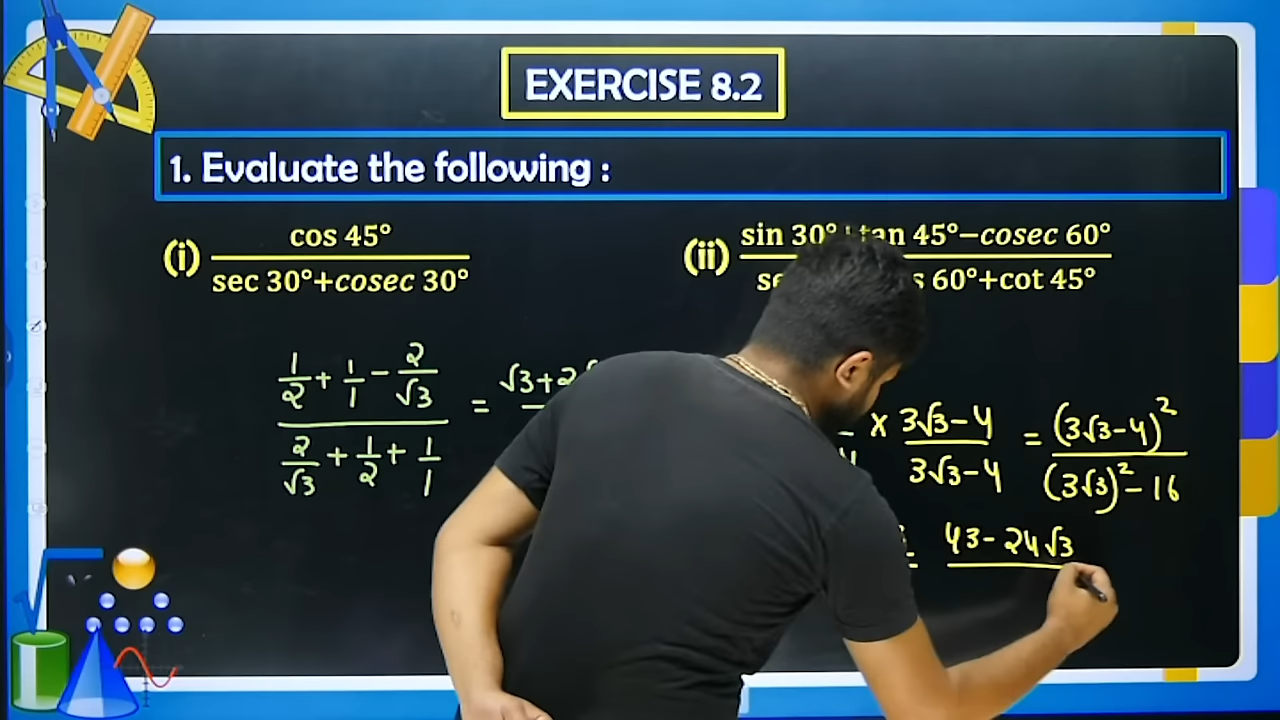 EXERCISE 8.2
1. Evaluate the following :
(i) cos 45° / sec 30°+cosec 30°
(ii) sin 30°+tan 45°−cosec 60° / 60°+cot 45°
1/2 + 1/1 − 2/√3 / 2/√3 + 1/2 + 1/1 = √3+2
× 3√3−4 / 3√3−4 = (3√3−4)² / (3√3)²−16
43−24√3